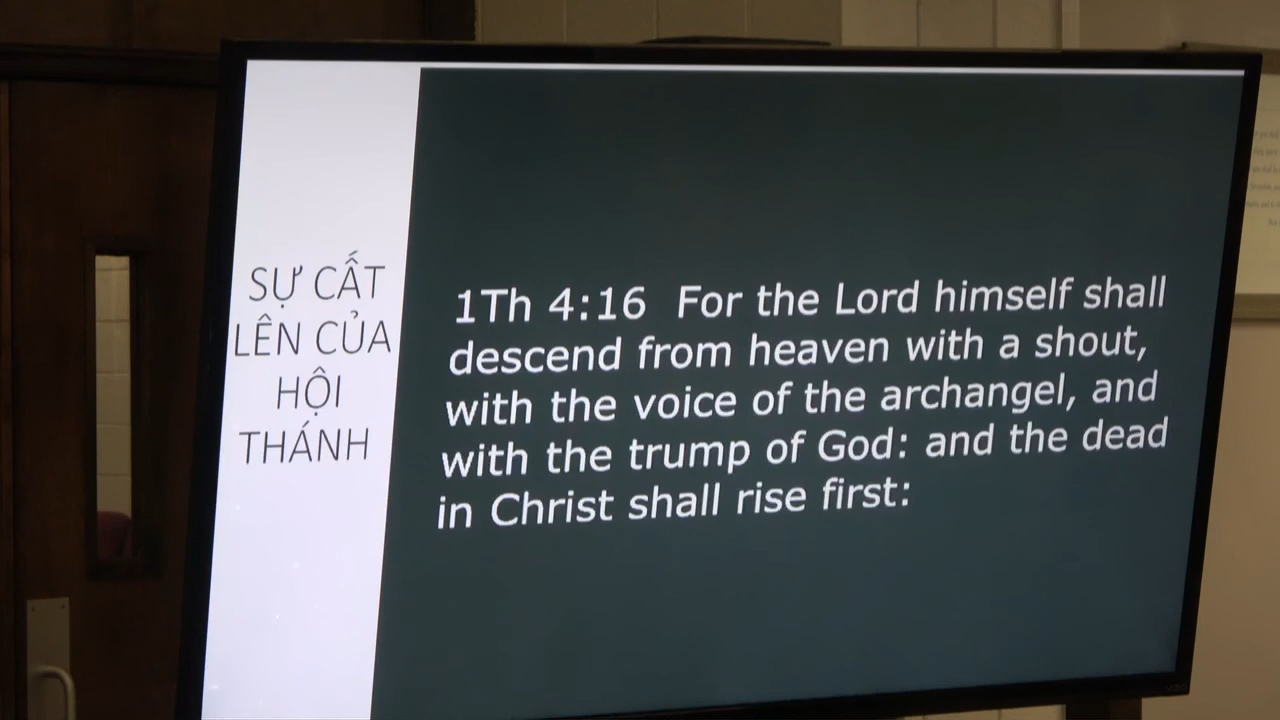 SỰ CẤT
LÊN CỦA
HỘI
THÁNH
1Th 4:16 For the Lord himself shall
descend from heaven with a shout,
with the voice of the archangel, and
with the trump of God: and the dead
in Christ shall rise first: